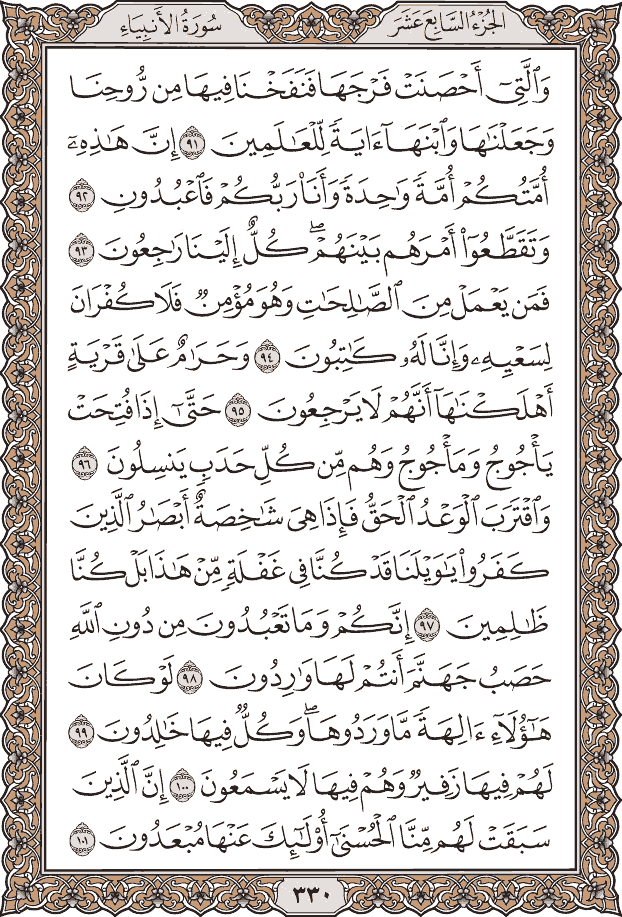 الجُزْءُ السَّابِعَ عَشَرَ سُورَةُ الأَنبِيَاءِ
وَٱلَّتِىٓ أَحْصَنَتْ فَرْجَهَا فَنَفَخْنَا فِيهَا مِن رُّوحِنَا
وَجَعَلْنَٰهَا وَٱبْنَهَآ ءَايَةً لِّلْعَٰلَمِينَ ٩١ إِنَّ هَٰذِهِۦٓ
أُمَّتُكُمْ أُمَّةً وَٰحِدَةً وَأَنَا۠ رَبُّكُمْ فَٱعْبُدُونِ ٩٢
وَتَقَطَّعُوٓا۟ أَمْرَهُم بَيْنَهُمْ ۖ كُلٌّ إِلَيْنَا رَٰجِعُونَ ٩٣
فَمَن يَعْمَلْ مِنَ ٱلصَّٰلِحَٰتِ وَهُوَ مُؤْمِنٌ فَلَا كُفْرَانَ
لِسَعْيِهِۦ وَإِنَّا لَهُۥ كَٰتِبُونَ ٩٤ وَحَرَٰمٌ عَلَىٰ قَرْيَةٍ
أَهْلَكْنَٰهَآ أَنَّهُمْ لَا يَرْجِعُونَ ٩٥ حَتَّىٰٓ إِذَا فُتِحَتْ
يَأْجُوجُ وَمَأْجُوجُ وَهُم مِّن كُلِّ حَدَبٍ يَنسِلُونَ ٩٦
وَٱقْتَرَبَ ٱلْوَعْدُ ٱلْحَقُّ فَإِذَا هِىَ شَٰخِصَةٌ أَبْصَٰرُ ٱلَّذِينَ
كَفَرُوا۟ يَٰوَيْلَنَا قَدْ كُنَّا فِى غَفْلَةٍ مِّنْ هَٰذَا بَلْ كُنَّا
ظَٰلِمِينَ ٩٧ إِنَّكُمْ وَمَا تَعْبُدُونَ مِن دُونِ ٱللَّهِ
حَصَبُ جَهَنَّمَ أَنتُمْ لَهَا وَٰرِدُونَ ٩٨ لَوْ كَانَ
هَٰٓؤُلَآءِ ءَالِهَةً مَّا وَرَدُوهَا ۖ وَكُلٌّ فِيهَا خَٰلِدُونَ ٩٩
لَهُمْ فِيهَا زَفِيرٌ وَهُمْ فِيهَا لَا يَسْمَعُونَ ١٠٠ إِنَّ ٱلَّذِينَ
سَبَقَتْ لَهُم مِّنَّا ٱلْحُسْنَىٰٓ أُو۟لَٰٓئِكَ عَنْهَا مُبْعَدُونَ ١٠١
٣٣٠